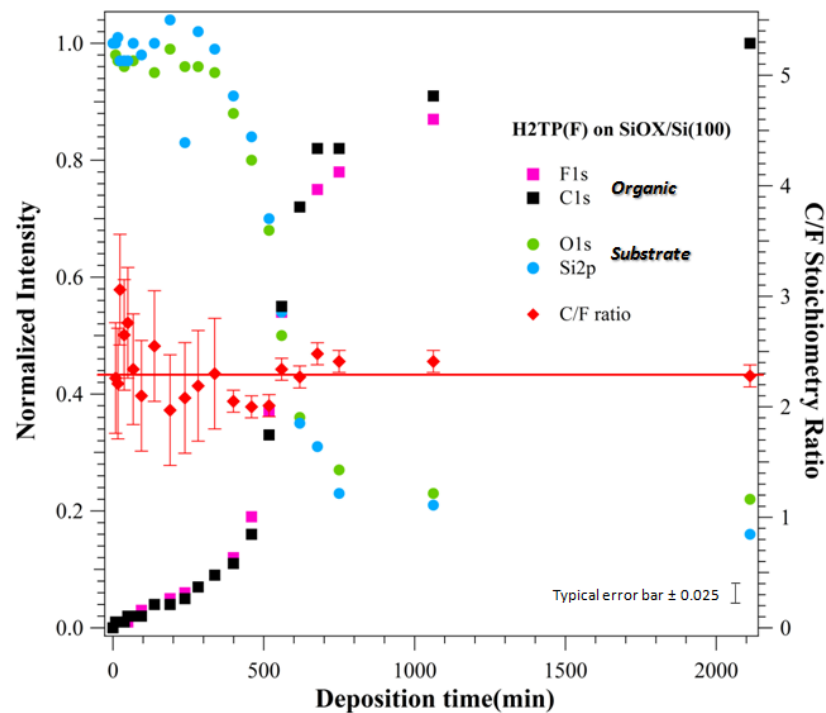 H2TP(F) on SiOX/Si(100)
F1s
C1s
Organic
O1s
Si2p
Substrate
C/F ratio
Typical error bar ± 0.025
Normalized Intensity
1.0
0.8
0.6
0.4
0.2
0.0
C/F Stoichiometry Ratio
5
4
3
2
1
0
0
500
1000
1500
2000
Deposition time(min)